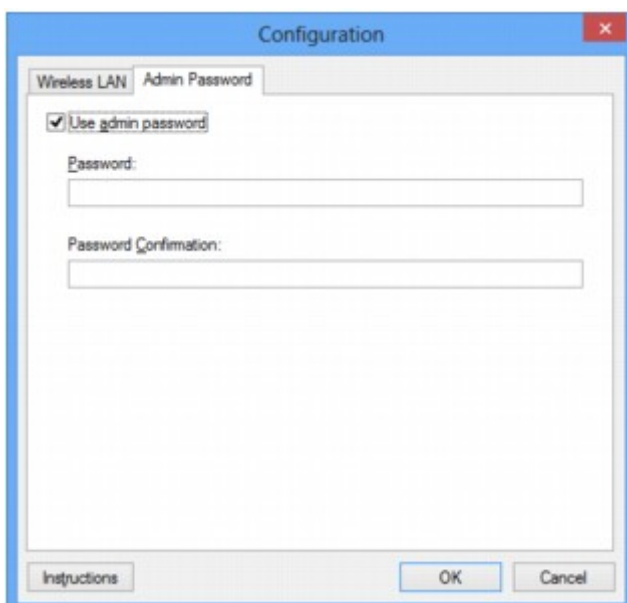 Configuration
Wireless LAN Admin Password
Use admin password
Password:
Password Confirmation:
Instructions OK Cancel